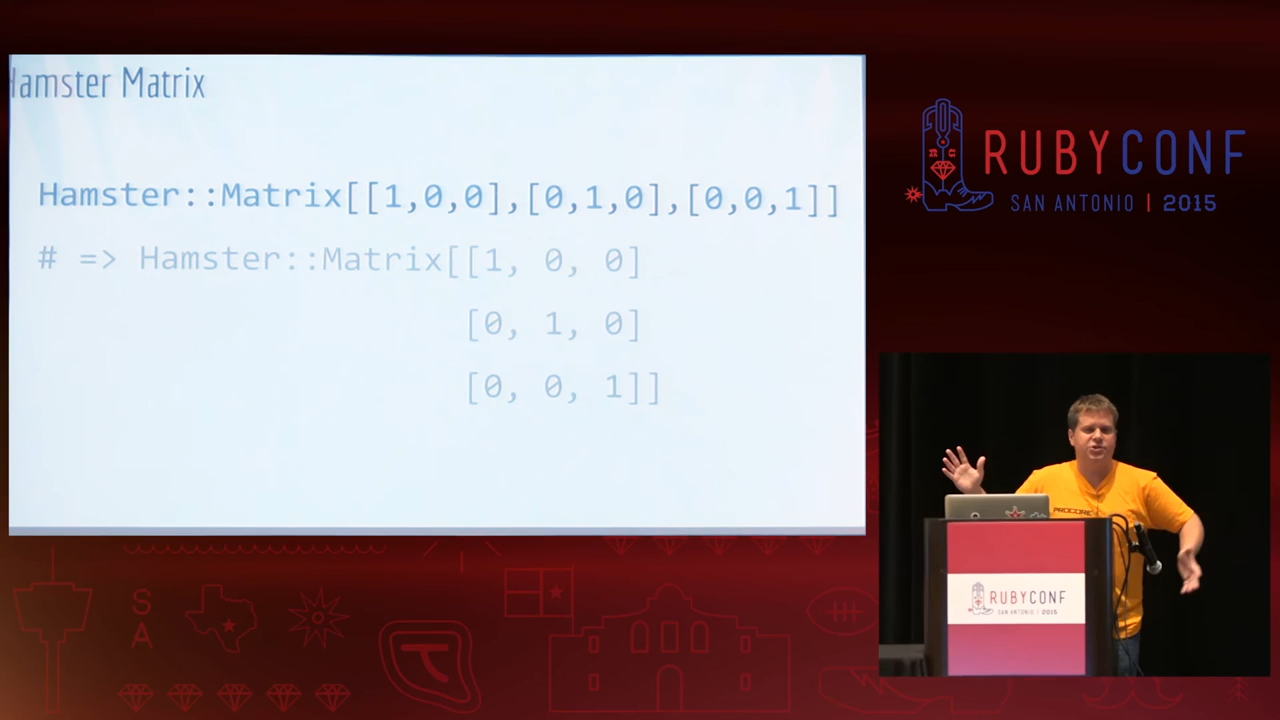 Hamster Matrix
Hamster::Matrix[[1,0,0],[0,1,0],[0,0,1]]
# => Hamster::Matrix[[1, 0, 0]
[0, 1, 0]
[0, 0, 1]]
RUBYCONF
SAN ANTONIO | 2015
PROCORE
RUBYCONF
SAN ANTONIO | 2015
S
A